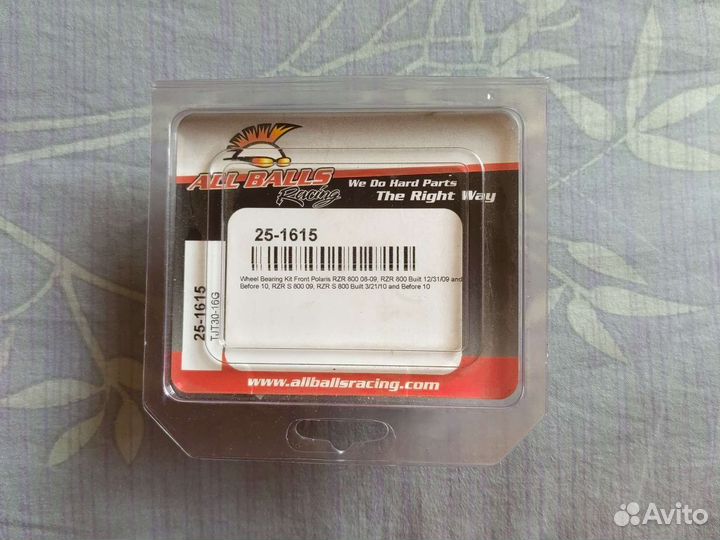 ALL BALLS
Racing
We Do Hard Parts
The Right Way
25-1615
Wheel Bearing Kit Front Polaris RZR 800 08-09, RZR 800 Built 12/31/09 and
Before 10, RZR S 800 09, RZR S 800 Built 3/21/10 and Before 10
25-1615
TJT30-16G
www.allballsracing.com
Avito